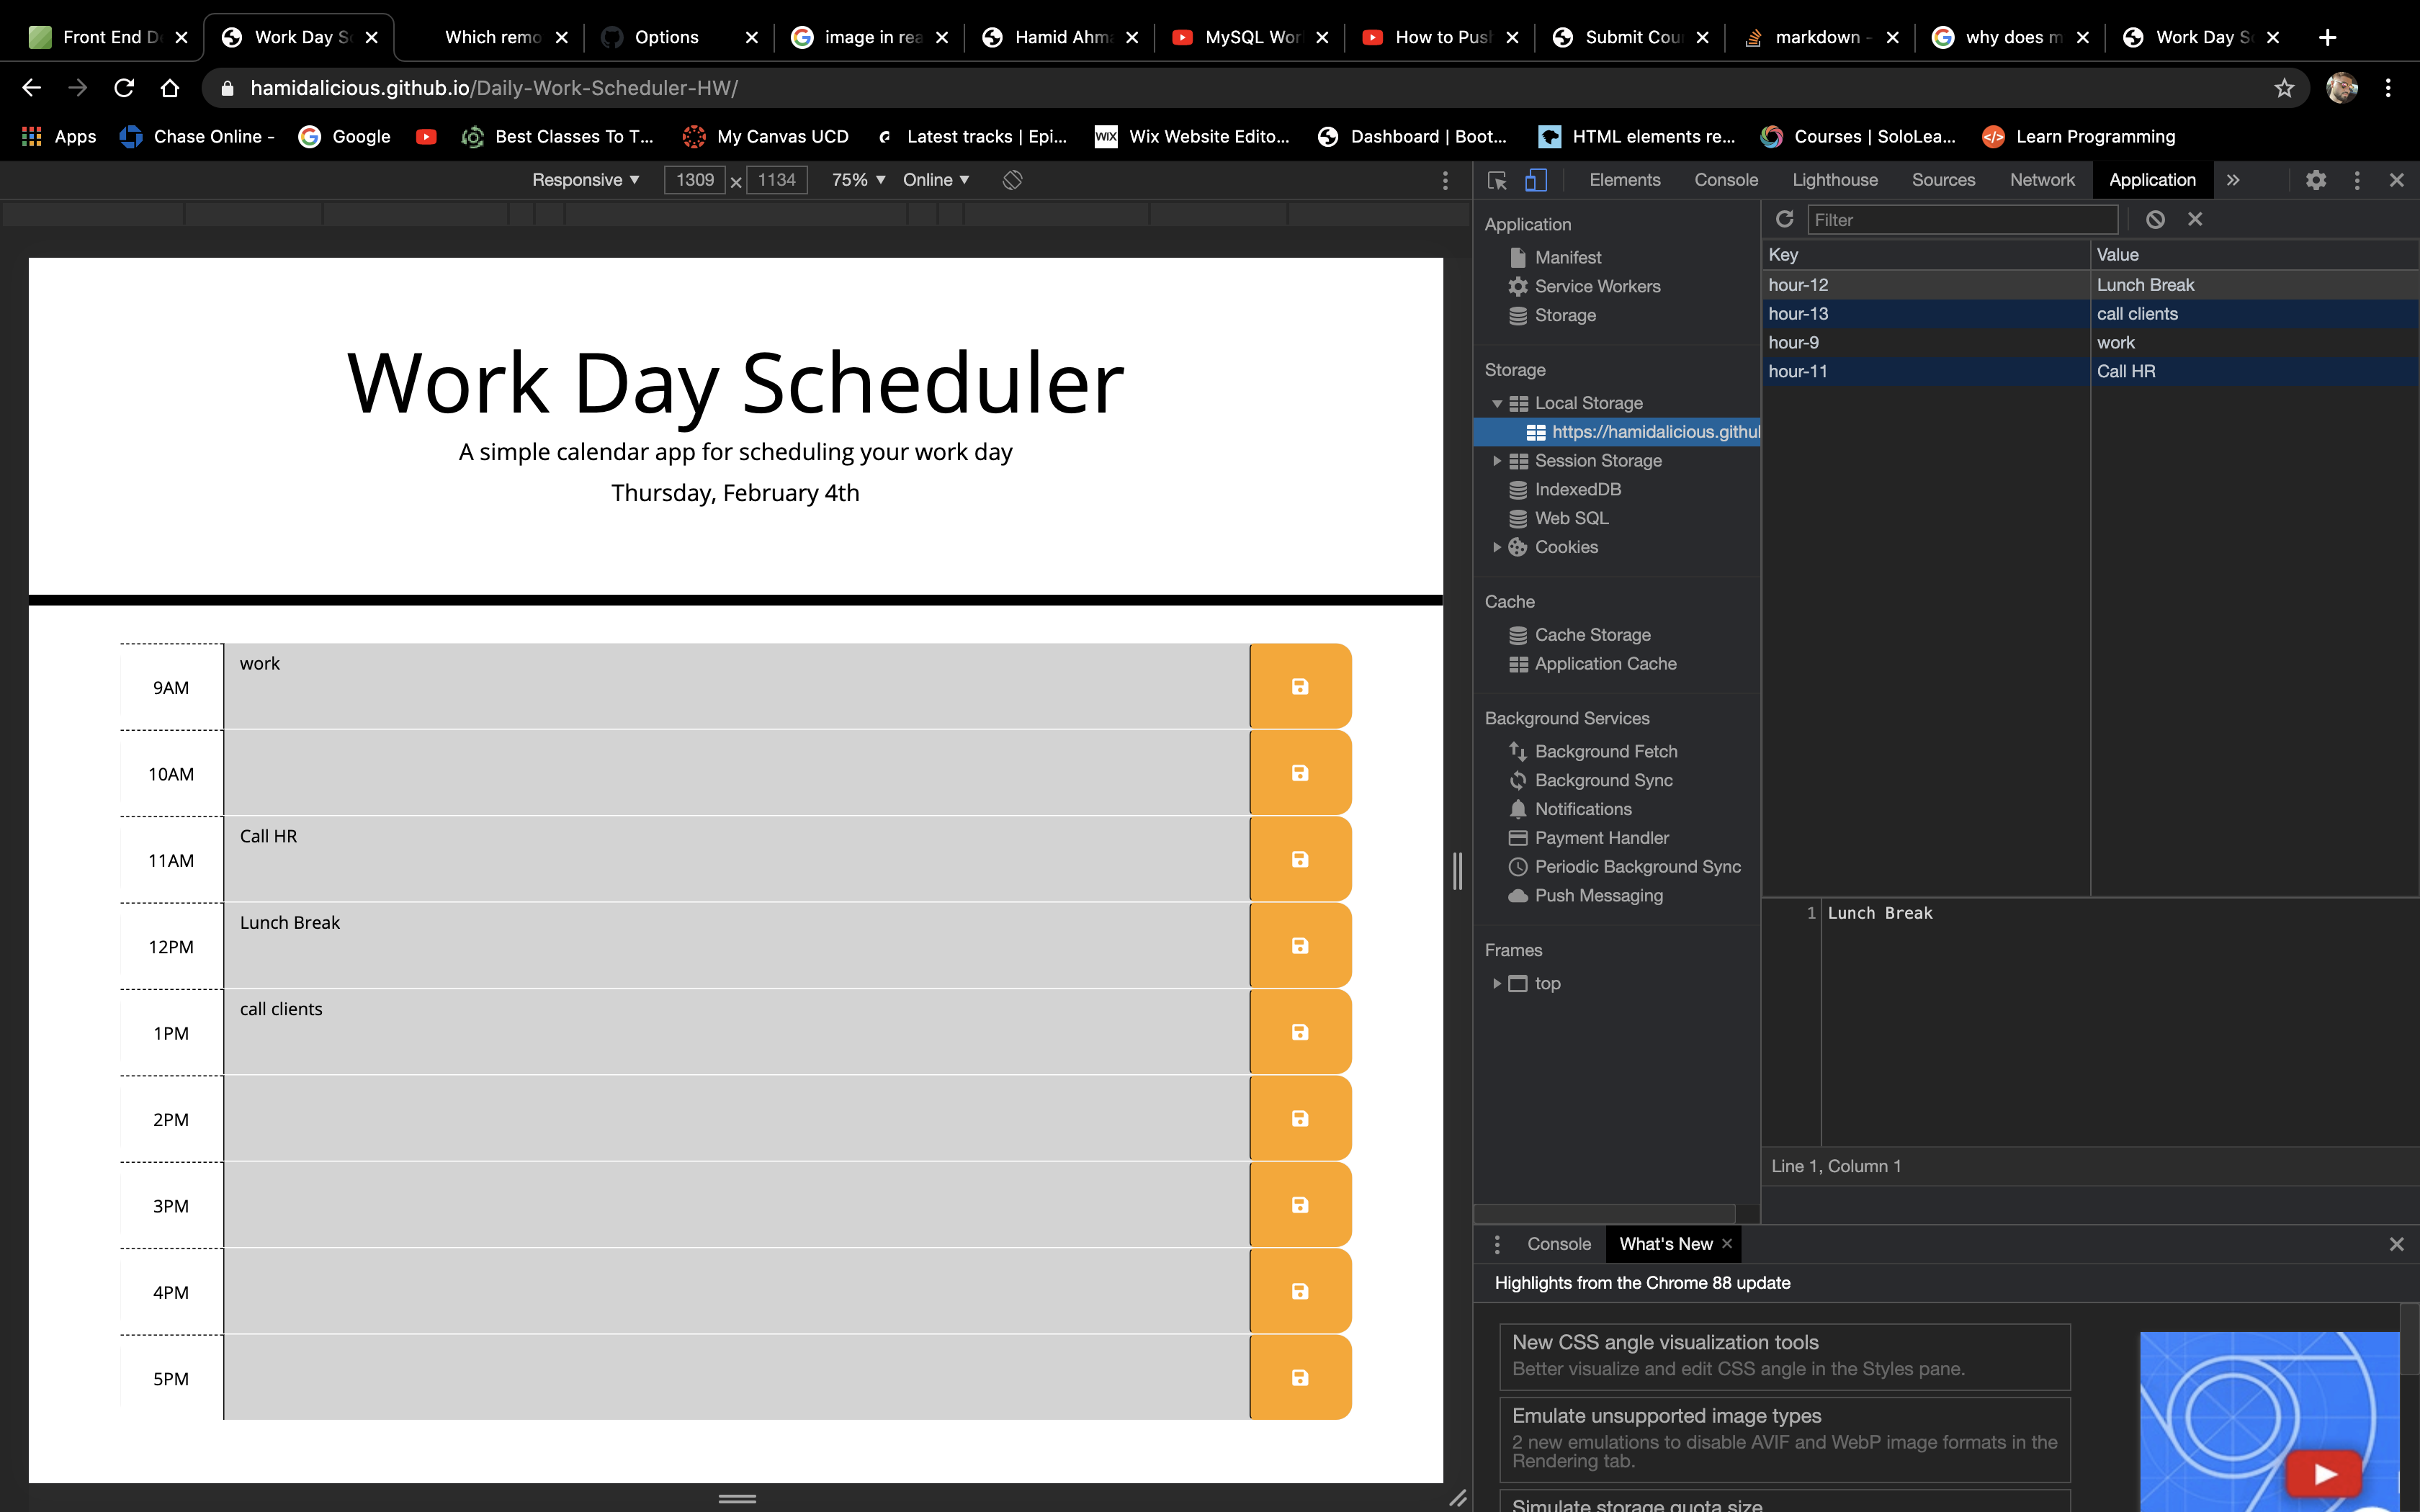 Front End D
Work Day S
Which remo
Options
image in rea
Hamid Ahma
MySQL Wor
How to Push
Submit Cou
markdown -
why does m
Work Day S
hamidalicious.github.io/Daily-Work-Scheduler-HW/
Apps
Chase Online -
Google
Best Classes To T...
My Canvas UCD
Latest tracks | Epi...
WIX
Wix Website Edito...
Dashboard | Boot...
HTML elements re...
Courses | SoloLea...
Learn Programming
Responsive
1309 x 1134
75%
Online
Elements
Console
Lighthouse
Sources
Network
Application
Work Day Scheduler
A simple calendar app for scheduling your work day
Thursday, February 4th
9AM work
10AM
11AM Call HR
12PM Lunch Break
1PM call clients
2PM
3PM
4PM
5PM
Application
Manifest
Service Workers
Storage
Storage
Local Storage
https://hamidalicious.githu
Session Storage
IndexedDB
Web SQL
Cookies
Cache
Cache Storage
Application Cache
Background Services
Background Fetch
Background Sync
Notifications
Payment Handler
Periodic Background Sync
Push Messaging
Frames
top
Filter
Key Value
hour-12 Lunch Break
hour-13 call clients
hour-9 work
hour-11 Call HR
1 Lunch Break
Line 1, Column 1
Console
What's New
Highlights from the Chrome 88 update
New CSS angle visualization tools
Better visualize and edit CSS angle in the Styles pane.
Emulate unsupported image types
2 new emulations to disable AVIF and WebP image formats in the
Rendering tab.
Simulate storage quota size